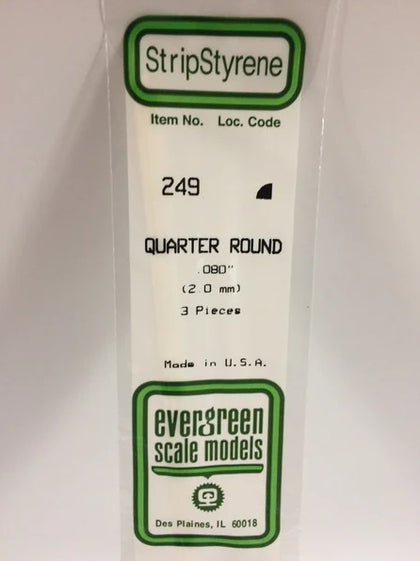 StripStyrene
Item No. Loc. Code
249
QUARTER ROUND
.080"
(2.0 mm)
3 Pieces
Made in U.S.A.
evergreen
scale models
Des Plaines, IL 60018